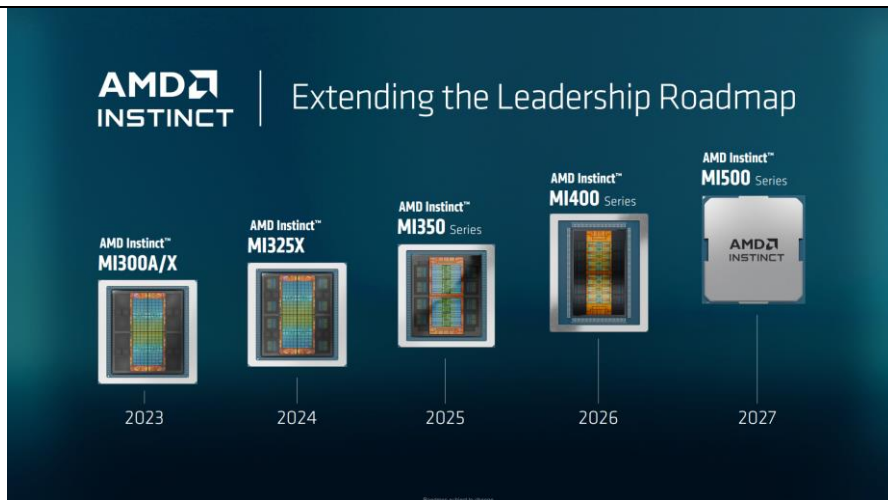 AMD
INSTINCT
Extending the Leadership Roadmap
AMD Instinct™
MI300A/X
AMD Instinct™
MI325X
AMD Instinct™
MI350 Series
AMD Instinct™
MI400 Series
AMD Instinct™
MI500 Series
AMD
INSTINCT
2023
2024
2025
2026
2027